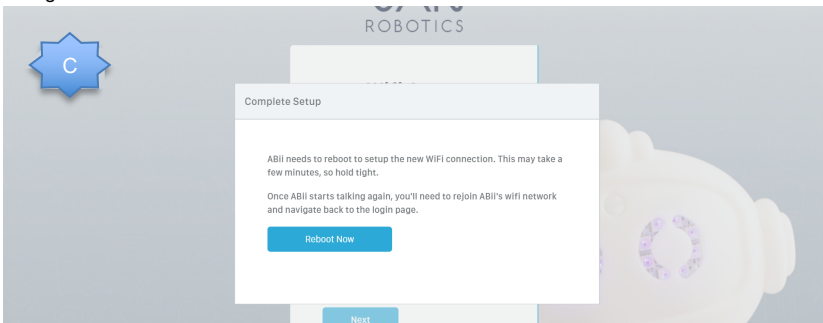 ROBOTICS
C
Complete Setup
ABii needs to reboot to setup the new WiFi connection. This may take a
few minutes, so hold tight.
Once ABii starts talking again, you'll need to rejoin ABii's wifi network
and navigate back to the login page.
Reboot Now
Next